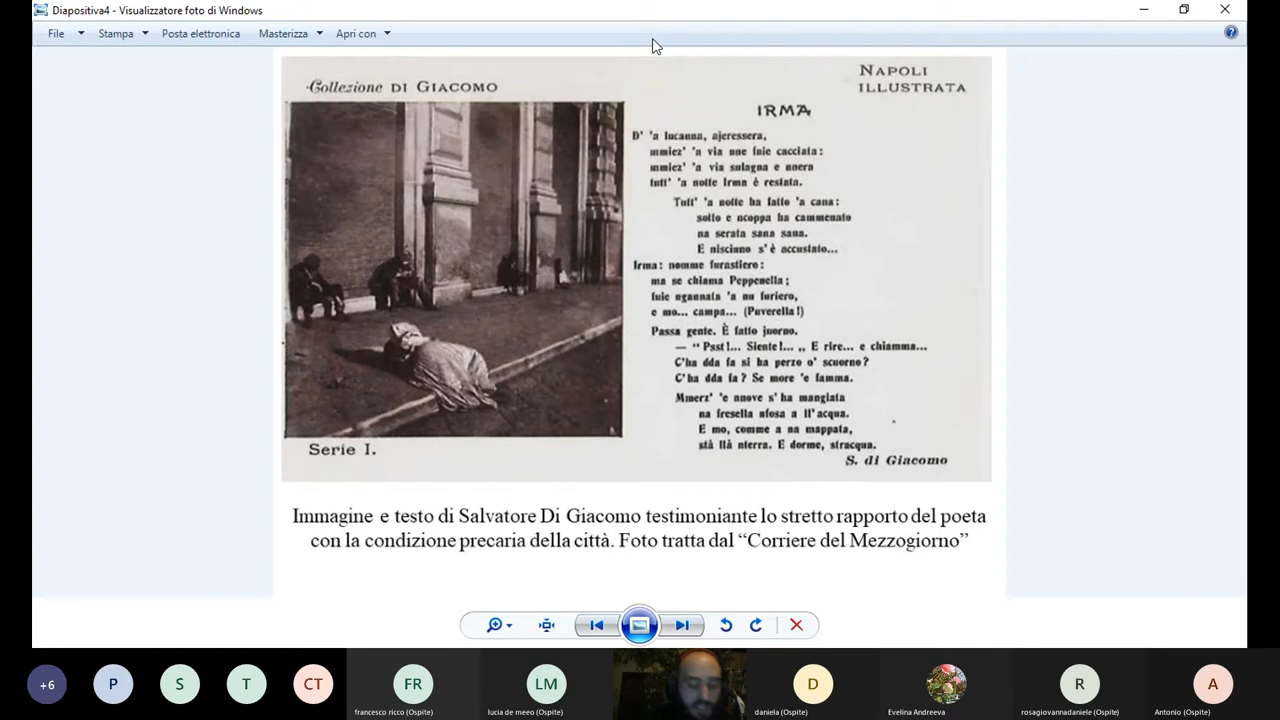 Diapositiva4 - Visualizzatore foto di Windows
File Stampa Posta elettronica Masterizza Apri con
Collezione DI GIACOMO
NAPOLI
ILLUSTRATA
IRMA
D' 'a lucanna, ajeressera,
mmiez' 'a via nne fuie cacciata:
mmiez' 'a via sulagna e nnera
tutt' 'a notte Irma è restata.
Tutt' 'a notte ha fatto 'a cana:
sotto e ncoppa ha cammenato
na serata sana sana.
E nisciuno s'è accustato...
Irma: nomme furastiero:
ma se chiama Peppenella;
fuie ngannata 'a nu furiero,
e mo... campa... (Puverella!)
Passa gente. È fatto juorno.
— " Psst!... Siente!... „ E rire... e chiamma...
C'ha dda fa si ha perzo o' scuorno?
C'ha dda fa? Se more 'e famma.
Mmerz' 'e nnove s'ha mangiata
na fresella nfosa a ll'acqua.
E mo, comme a na mappata,
stà llà nterra. E dorme, stracqua.
S. di Giacomo
Serie I.
Immagine e testo di Salvatore Di Giacomo testimoniante lo stretto rapporto del poeta
con la condizione precaria della città. Foto tratta dal “Corriere del Mezzogiorno”
+6 P S T CT FR LM D R A
francesco ricco (Ospite) lucia de meeo (Ospite) daniela (Ospite) Evelina Andreeva rosagiovannadaniele (Ospite) Antonio (Ospite)